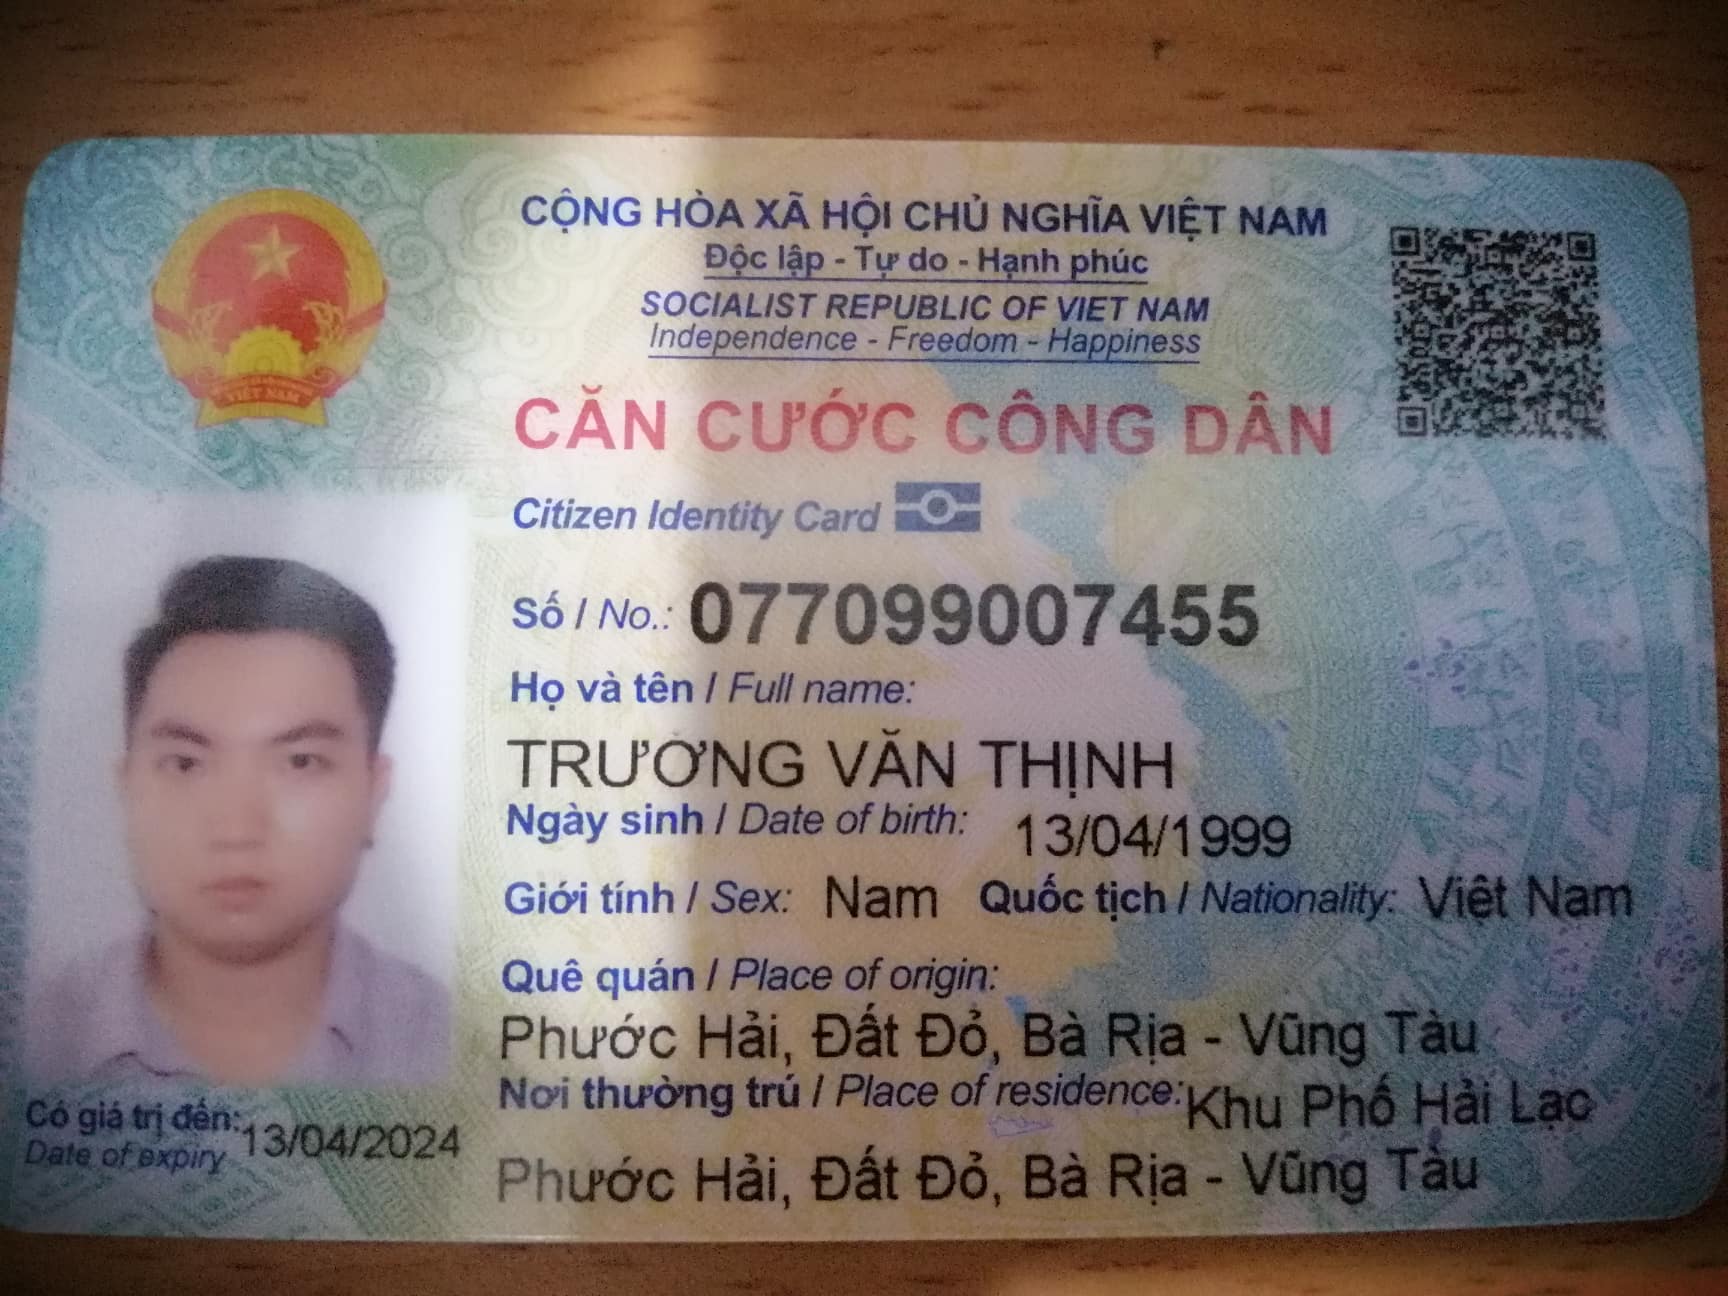 CỘNG HÒA XÃ HỘI CHỦ NGHĨA VIỆT NAM
Độc lập - Tự do - Hạnh phúc
SOCIALIST REPUBLIC OF VIET NAM
Independence - Freedom - Happiness
VIỆT NAM
CĂN CƯỚC CÔNG DÂN
Citizen Identity Card
Số / No.: 077099007455
Họ và tên / Full name:
TRƯƠNG VĂN THỊNH
Ngày sinh / Date of birth: 13/04/1999
Giới tính / Sex: Nam Quốc tịch / Nationality: Việt Nam
Quê quán / Place of origin:
Phước Hải, Đất Đỏ, Bà Rịa - Vũng Tàu
Nơi thường trú / Place of residence: Khu Phố Hải Lạc
Phước Hải, Đất Đỏ, Bà Rịa - Vũng Tàu
Có giá trị đến: 13/04/2024
Date of expiry